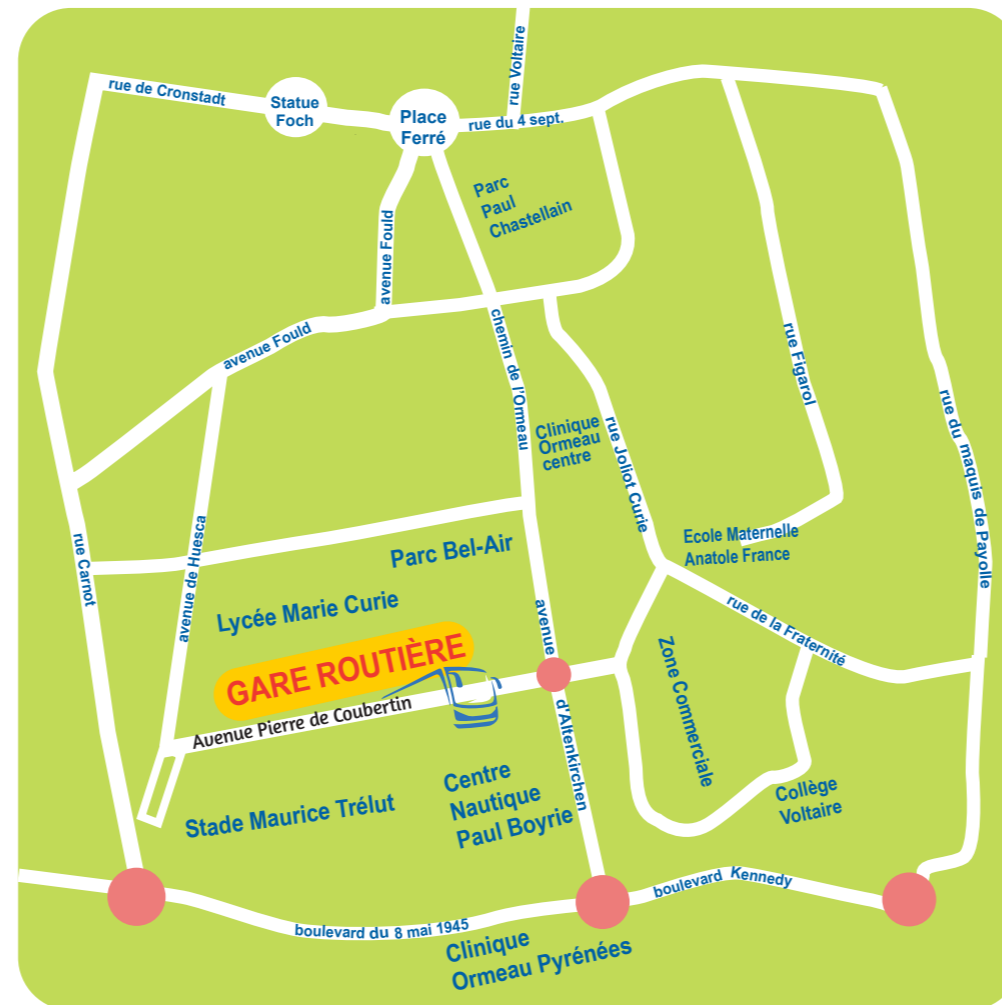 rue Voltaire
rue de Cronstadt
Statue
Foch
Place
Ferré
rue du 4 sept.
Parc
Paul
Chastellain
avenue Fould
avenue Fould
chemin de l'Ormeau
rue Figarol
rue du maquis de Payolle
Clinique
Ormeau
centre
rue Joliot Curie
rue Carnot
avenue de Huesca
Parc Bel-Air
Ecole Maternelle
Anatole France
Lycée Marie Curie
avenue
d'Altenkirchen
rue de la Fraternité
GARE ROUTIÈRE
Avenue Pierre de Coubertin
Zone Commerciale
Centre
Nautique
Paul Boyrie
Collège
Voltaire
Stade Maurice Trélut
boulevard Kennedy
boulevard du 8 mai 1945
Clinique
Ormeau Pyrénées